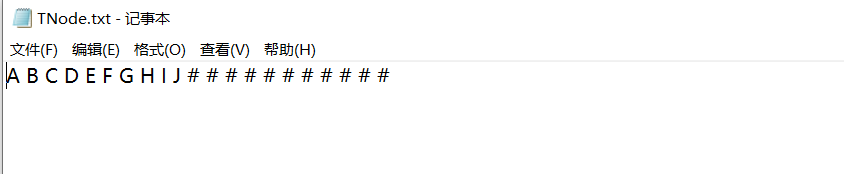 TNode.txt - 记事本
文件(F) 编辑(E) 格式(O) 查看(V) 帮助(H)
A B C D E F G H I J # # # # # # # # # # #